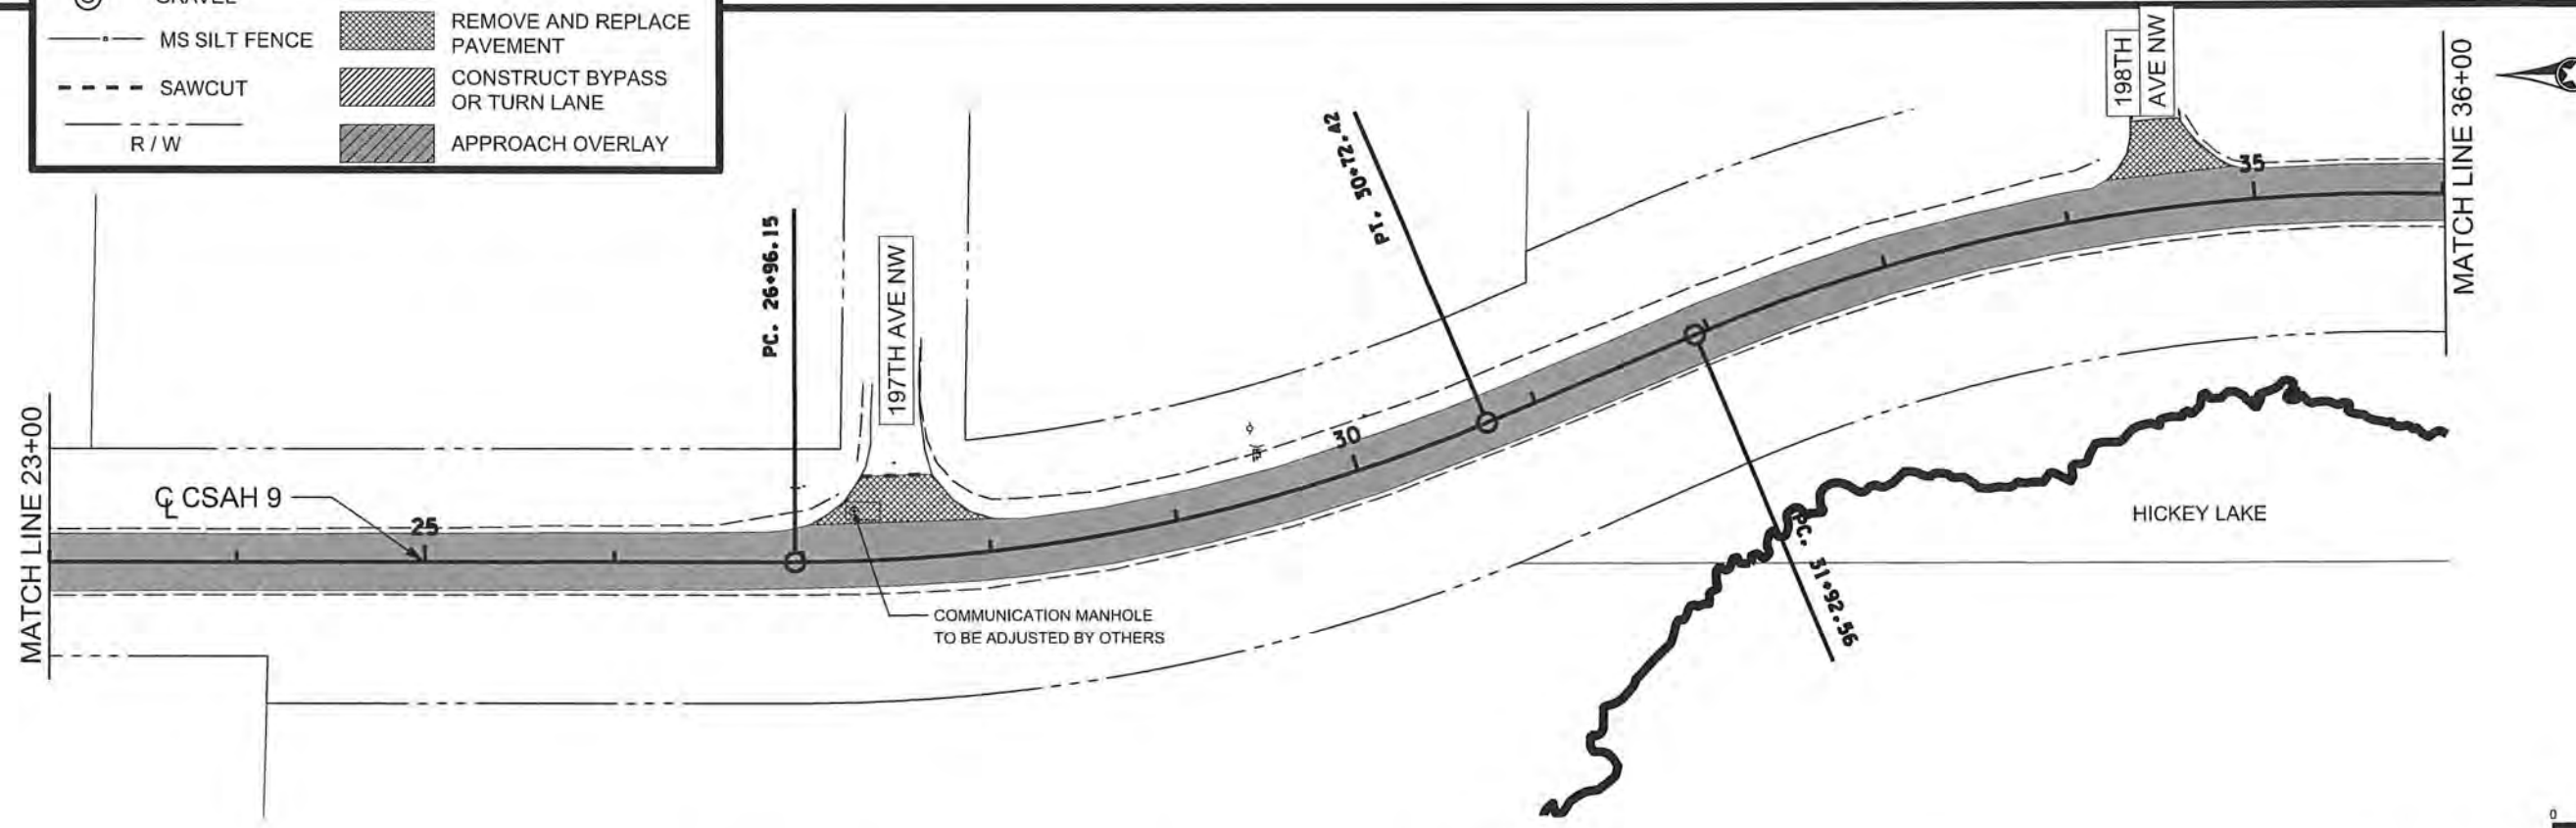 GRAVEL
MS SILT FENCE
SAWCUT
R / W
REMOVE AND REPLACE
PAVEMENT
CONSTRUCT BYPASS
OR TURN LANE
APPROACH OVERLAY
MATCH LINE 23+00
℄ CSAH 9
25
PC. 26+96.15
197TH AVE NW
COMMUNICATION MANHOLE
TO BE ADJUSTED BY OTHERS
30
PT. 30+72.42
PC. 31+92.56
198TH
AVE NW
35
MATCH LINE 36+00
HICKEY LAKE
0